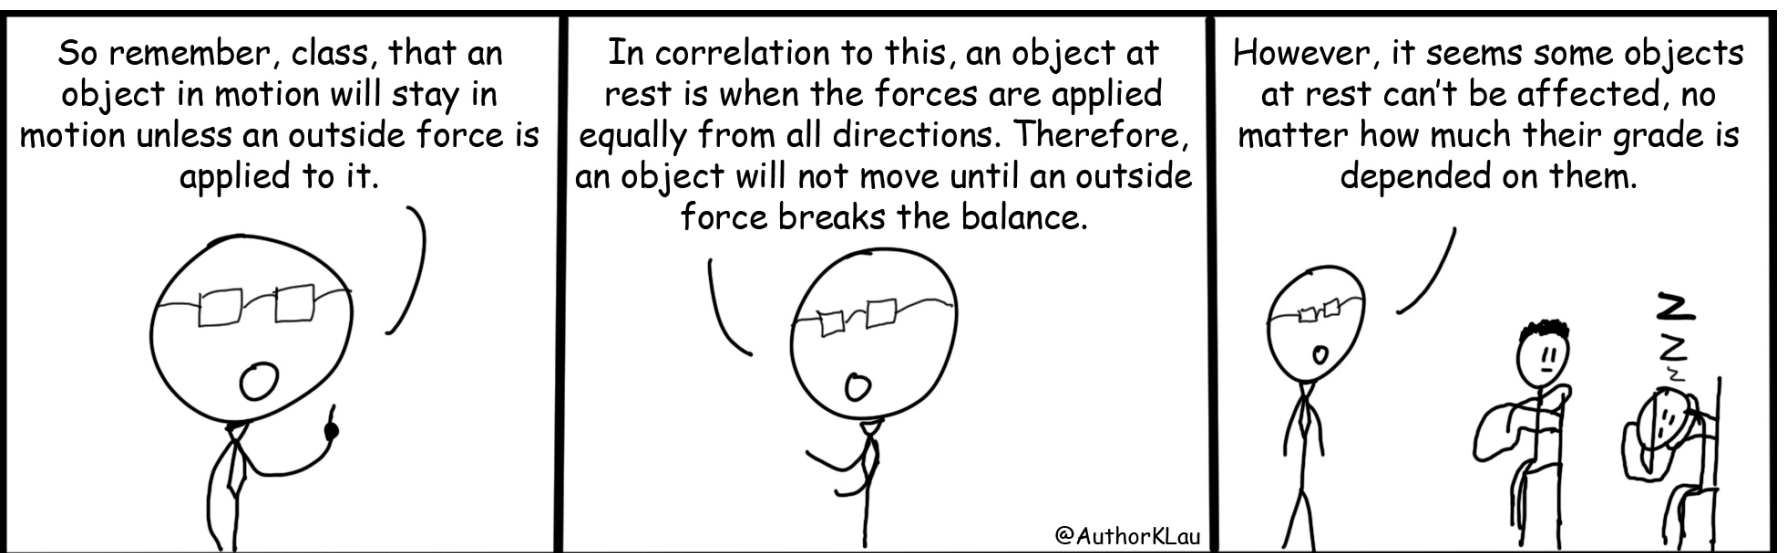 So remember, class, that an
object in motion will stay in
motion unless an outside force is
applied to it.
In correlation to this, an object at
rest is when the forces are applied
equally from all directions. Therefore,
an object will not move until an outside
force breaks the balance.
@AuthorKLau
However, it seems some objects
at rest can't be affected, no
matter how much their grade is
depended on them.
Z
Z
z